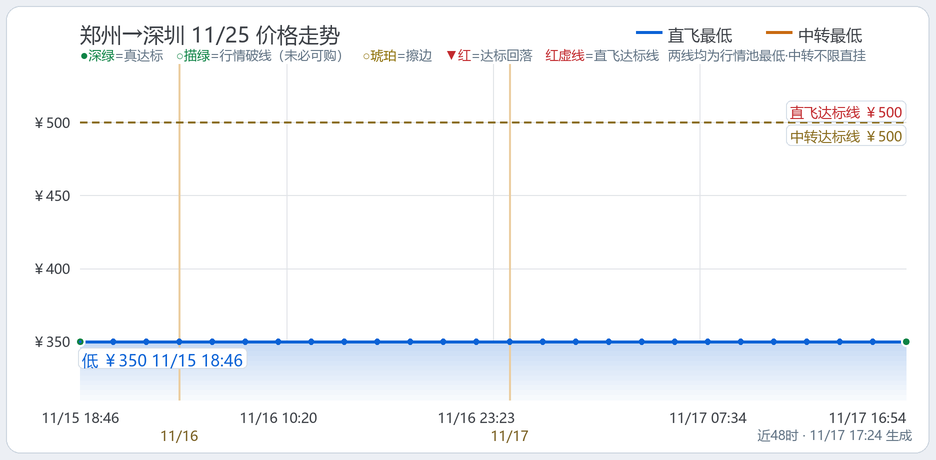 郑州→深圳 11/25 价格走势
直飞最低 中转最低
●深绿=真达标 ○描绿=行情破线（未必可购） ○琥珀=擦边 ▼红=达标回落 红虚线=直飞达标线 两线均为行情池最低·中转不限直挂
直飞达标线 ￥500
￥500
中转达标线 ￥500
￥450
￥400
￥350
低 ￥350 11/15 18:46
11/15 18:46 11/16 10:20 11/16 23:23 11/17 07:34 11/17 16:54
11/16 11/17 近48时 · 11/17 17:24 生成